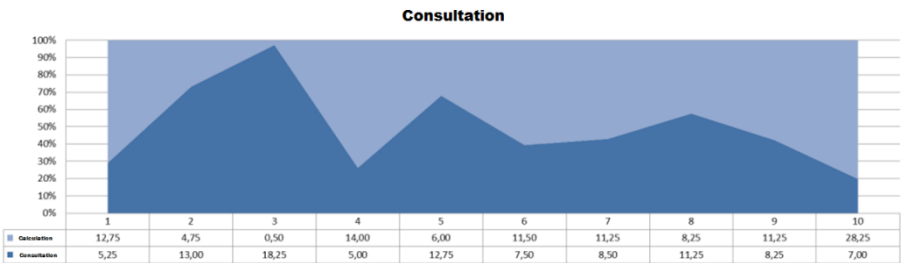 Consultation
100%
90%
80%
70%
60%
50%
40%
30%
20%
10%
0%
1 2 3 4 5 6 7 8 9 10
Calculation 12,75 4,75 0,50 14,00 6,00 11,50 11,25 8,25 11,25 28,25
Consultation 5,25 13,00 18,25 5,00 12,75 7,50 8,50 11,25 8,25 7,00